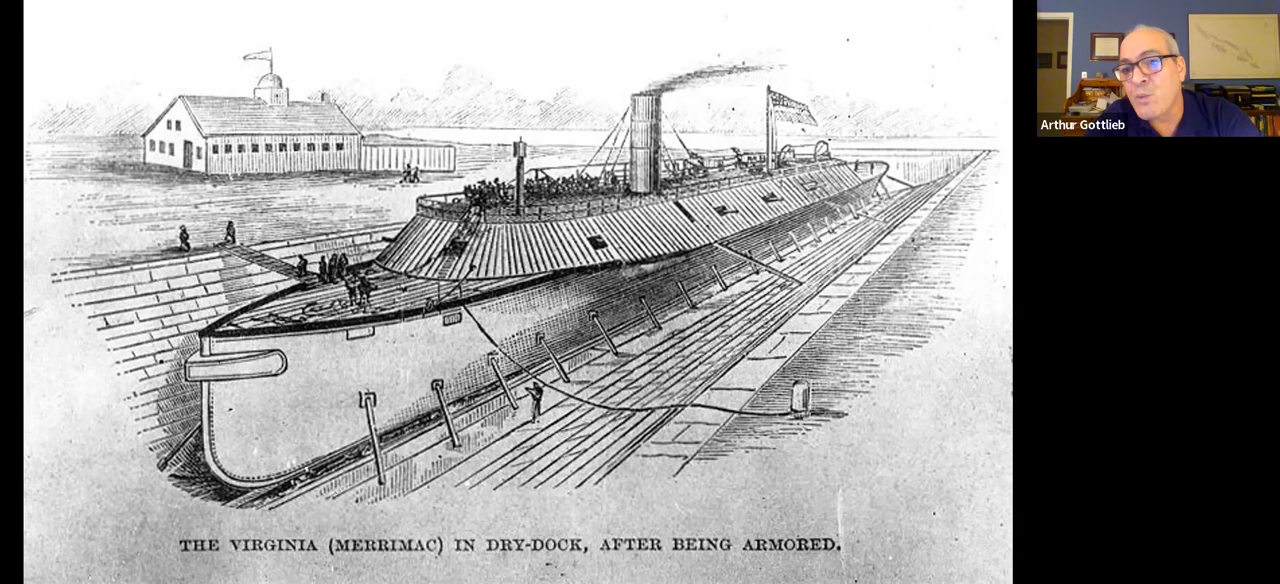 THE VIRGINIA (MERRIMAC) IN DRY-DOCK, AFTER BEING ARMORED.
Arthur Gottlieb